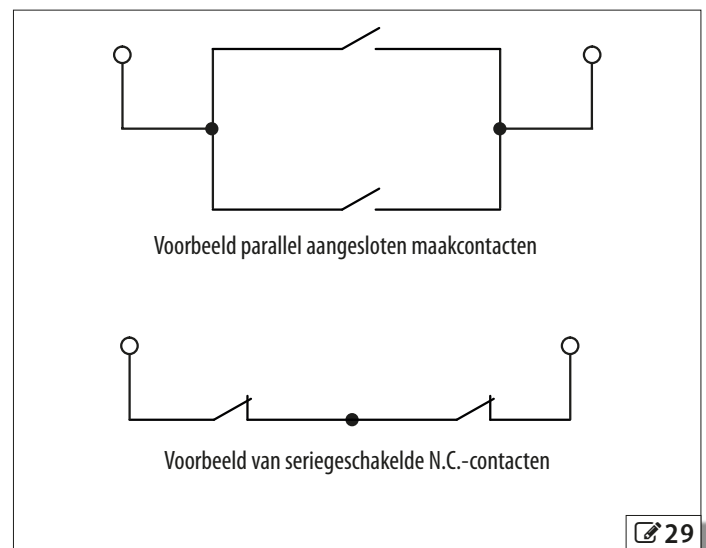 Voorbeeld parallel aangesloten maakcontacten
Voorbeeld van seriegeschakelde N.C.-contacten
29